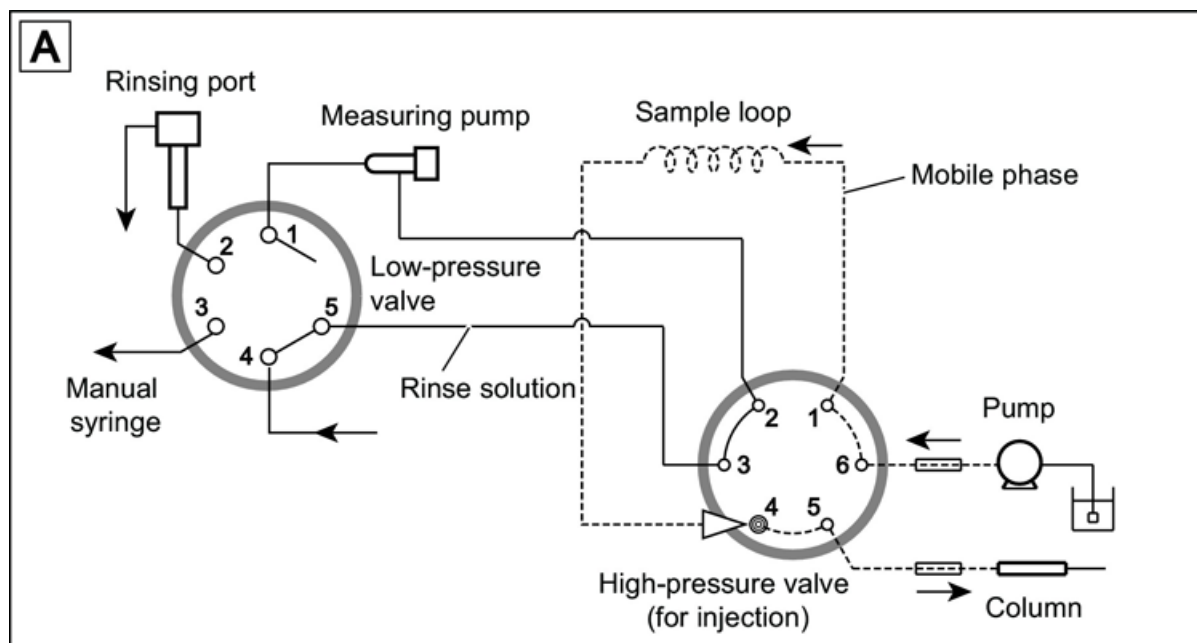 A
Rinsing port
Measuring pump
Sample loop
Mobile phase
1
2
Low-pressure
valve
3
5
4
Rinse solution
Manual
syringe
Pump
2
1
3
6
4
5
High-pressure valve
(for injection)
Column